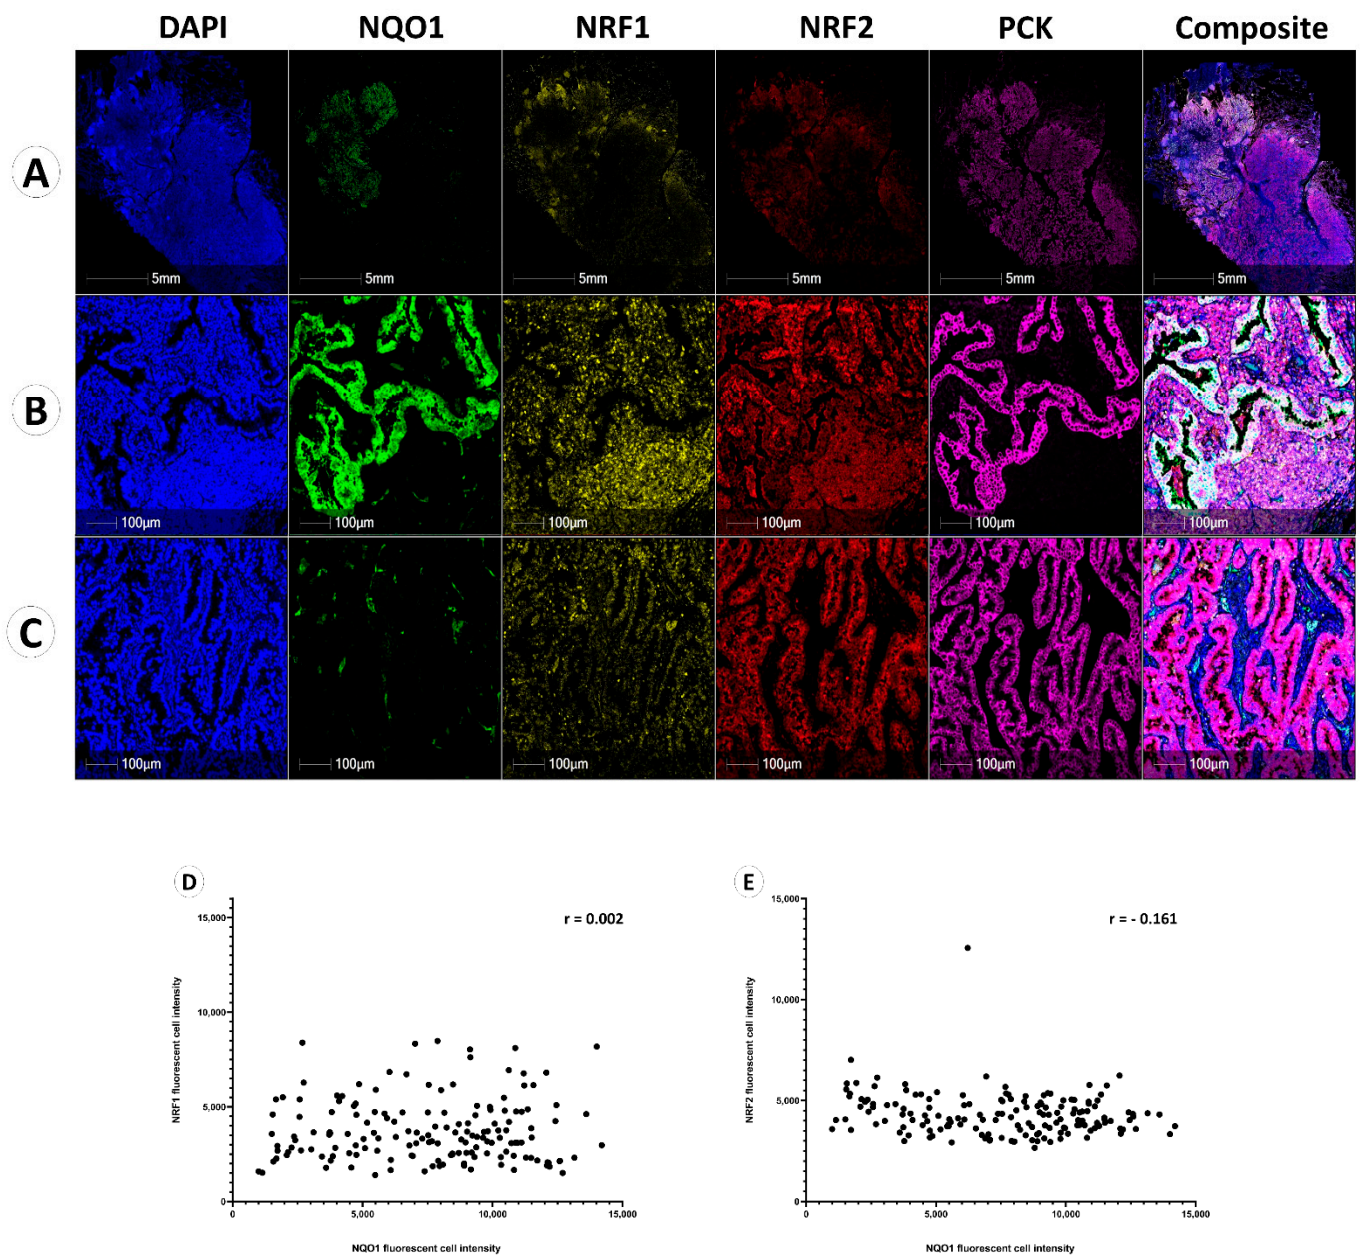 DAPI NQO1 NRF1 NRF2 PCK Composite
A
5mm 5mm 5mm 5mm 5mm 5mm
B
100µm 100µm 100µm 100µm 100µm 100µm
C
100µm 100µm 100µm 100µm 100µm 100µm
D
r = 0.002
15,000
10,000
5,000
0
NRF1 fluorescent cell intensity
0 5,000 10,000 15,000
NQO1 fluorescent cell intensity
E
r = - 0.161
15,000
10,000
5,000
0
NRF2 fluorescent cell intensity
0 5,000 10,000 15,000
NQO1 fluorescent cell intensity